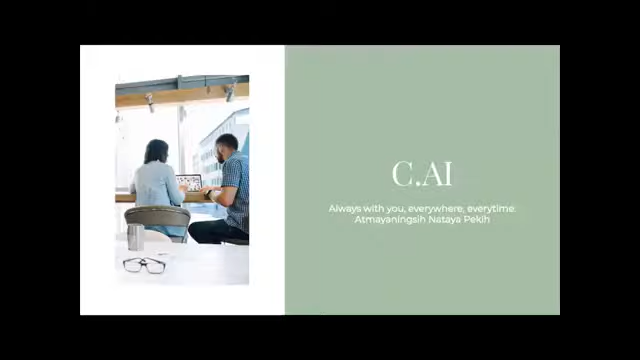 C.AI
Always with you, everywhere, everytime.
Atmayaningsih Nataya Pekih